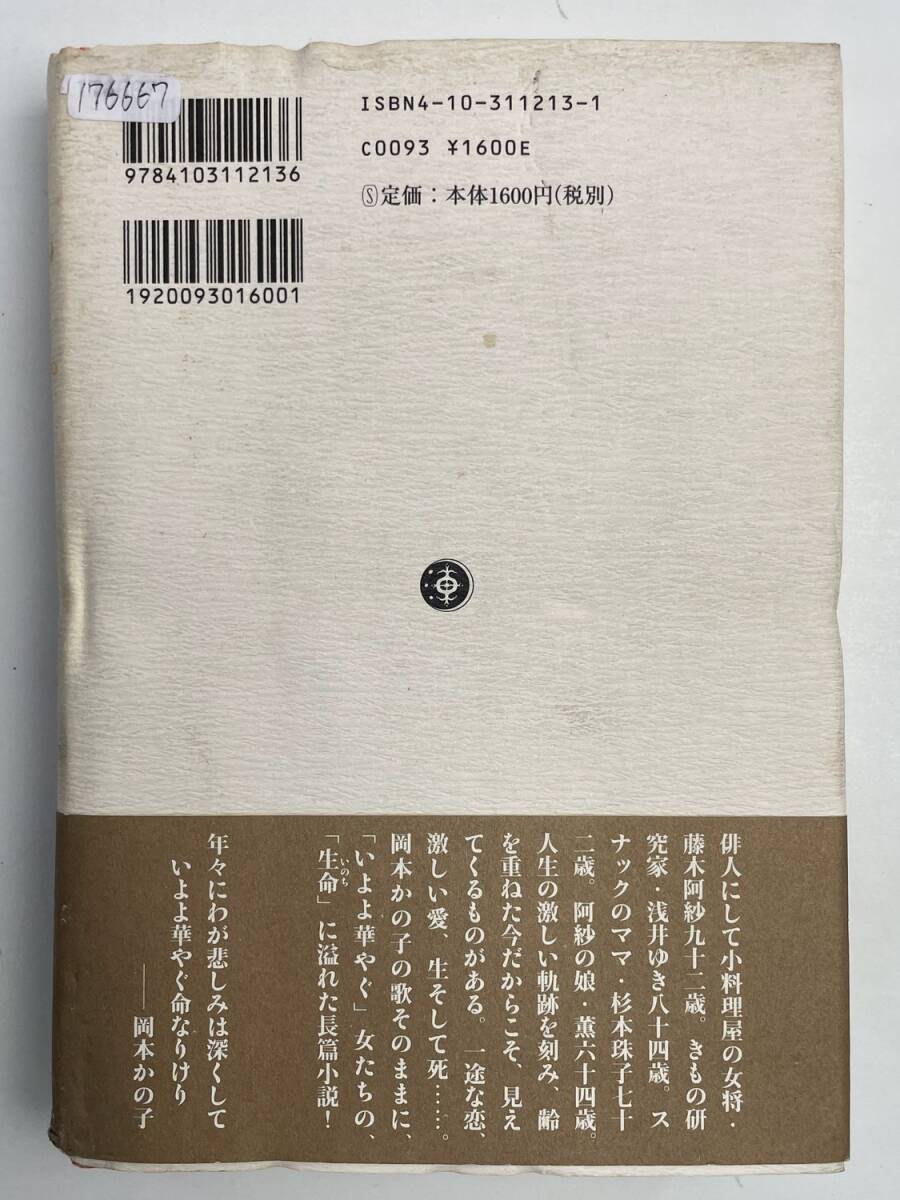 176667
ISBN4-10-311213-1
9784103112136
C0093 ¥1600E
Ⓢ定価：本体1600円(税別)
1920093016001
俳人にして小料理屋の女将・
藤木阿紗九十二歳。きもの研
究家・浅井ゆき八十四歳。ス
ナックのママ・杉本珠子七十
二歳。阿紗の娘・薫六十四歳。
人生の激しい軌跡を刻み、齢
を重ねた今だからこそ、見え
てくるものがある。一途な恋、
激しい愛、生そして死……。
岡本かの子の歌そのままに、
「いよよ華やぐ」女たちの、
「生命いのち」に溢れた長篇小説！
年々にわが悲しみは深くして
いよよ華やぐ命なりけり
――岡本かの子